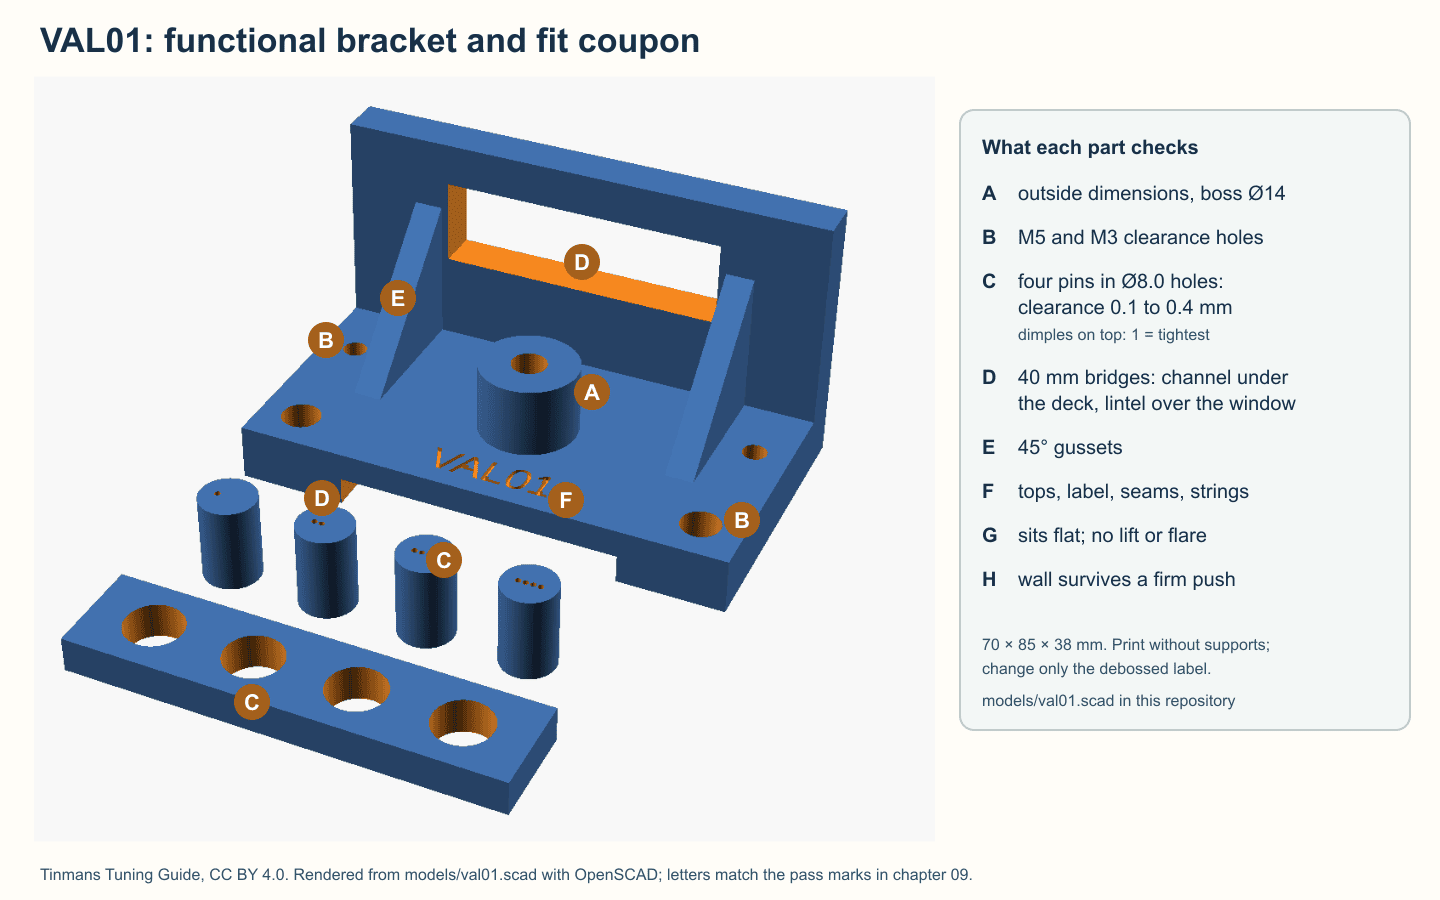 VAL01: functional bracket and fit coupon
D
E
B
A
VAL01
F
D
B
C
C
What each part checks
A outside dimensions, boss Ø14
B M5 and M3 clearance holes
C four pins in Ø8.0 holes:
clearance 0.1 to 0.4 mm
dimples on top: 1 = tightest
D 40 mm bridges: channel under
the deck, lintel over the window
E 45° gussets
F tops, label, seams, strings
G sits flat; no lift or flare
H wall survives a firm push
70 × 85 × 38 mm. Print without supports;
change only the debossed label.
models/val01.scad in this repository
Tinmans Tuning Guide, CC BY 4.0. Rendered from models/val01.scad with OpenSCAD; letters match the pass marks in chapter 09.